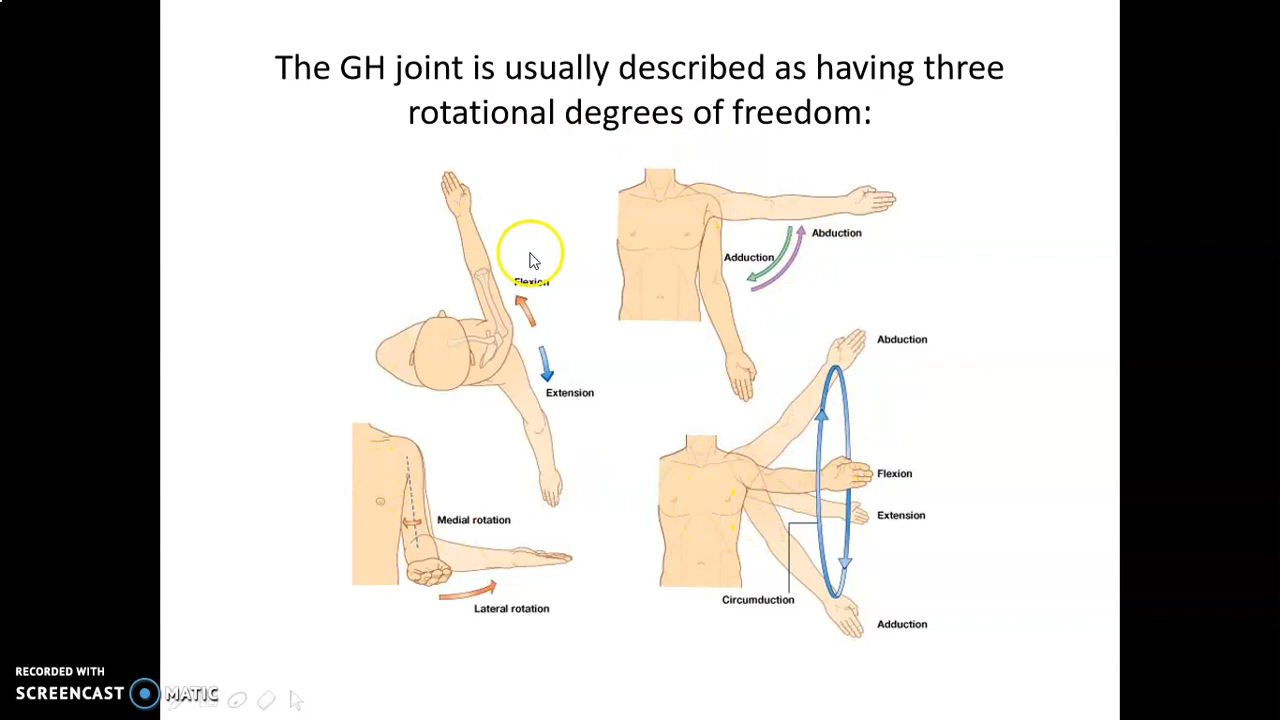 The GH joint is usually described as having three
rotational degrees of freedom:
Flexion
Extension
Abduction
Adduction
Medial rotation
Lateral rotation
Abduction
Flexion
Extension
Circumduction
Adduction
RECORDED WITH
SCREENCAST MATIC